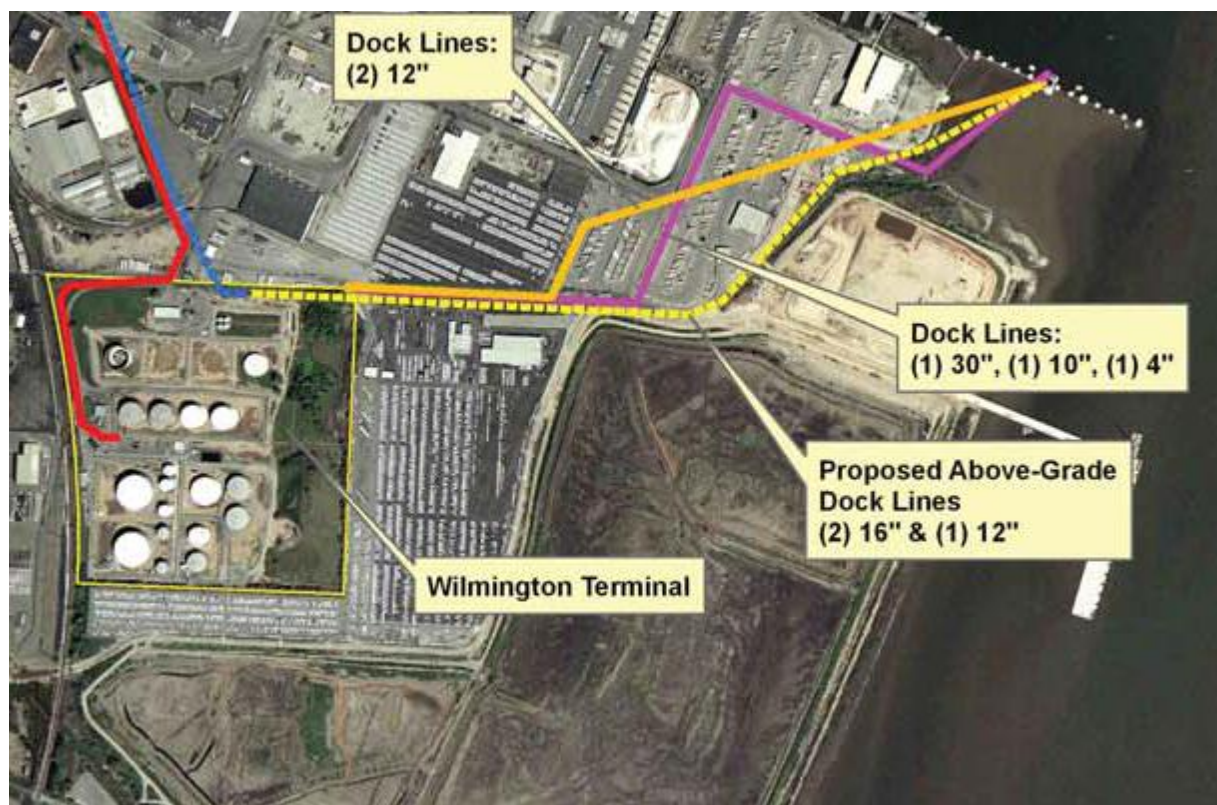 Dock Lines:
(2) 12"
Dock Lines:
(1) 30", (1) 10", (1) 4"
Proposed Above-Grade
Dock Lines
(2) 16" & (1) 12"
Wilmington Terminal